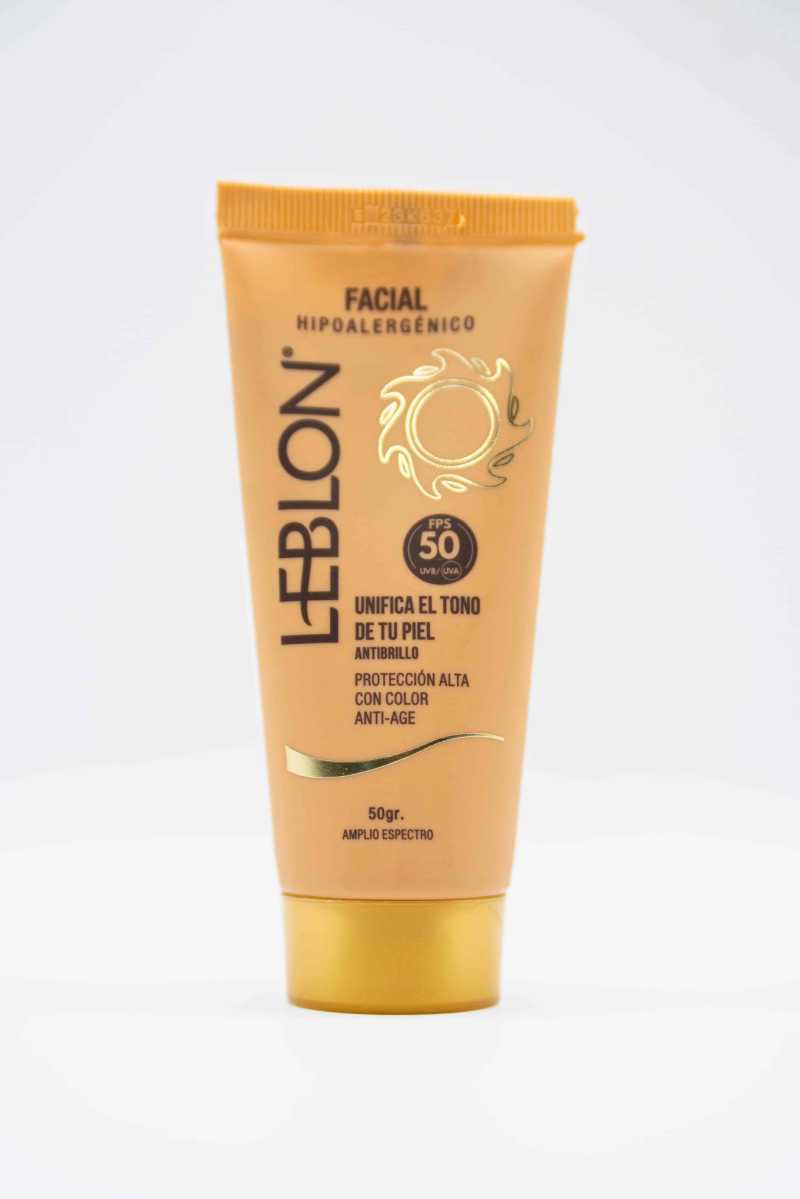 FACIAL
HIPOALERGÉNICO
LEBLON®
FPS
50
UVB/UVA
UNIFICA EL TONO
DE TU PIEL
ANTIBRILLO
PROTECCIÓN ALTA
CON COLOR
ANTI-AGE
50gr.
AMPLIO ESPECTRO